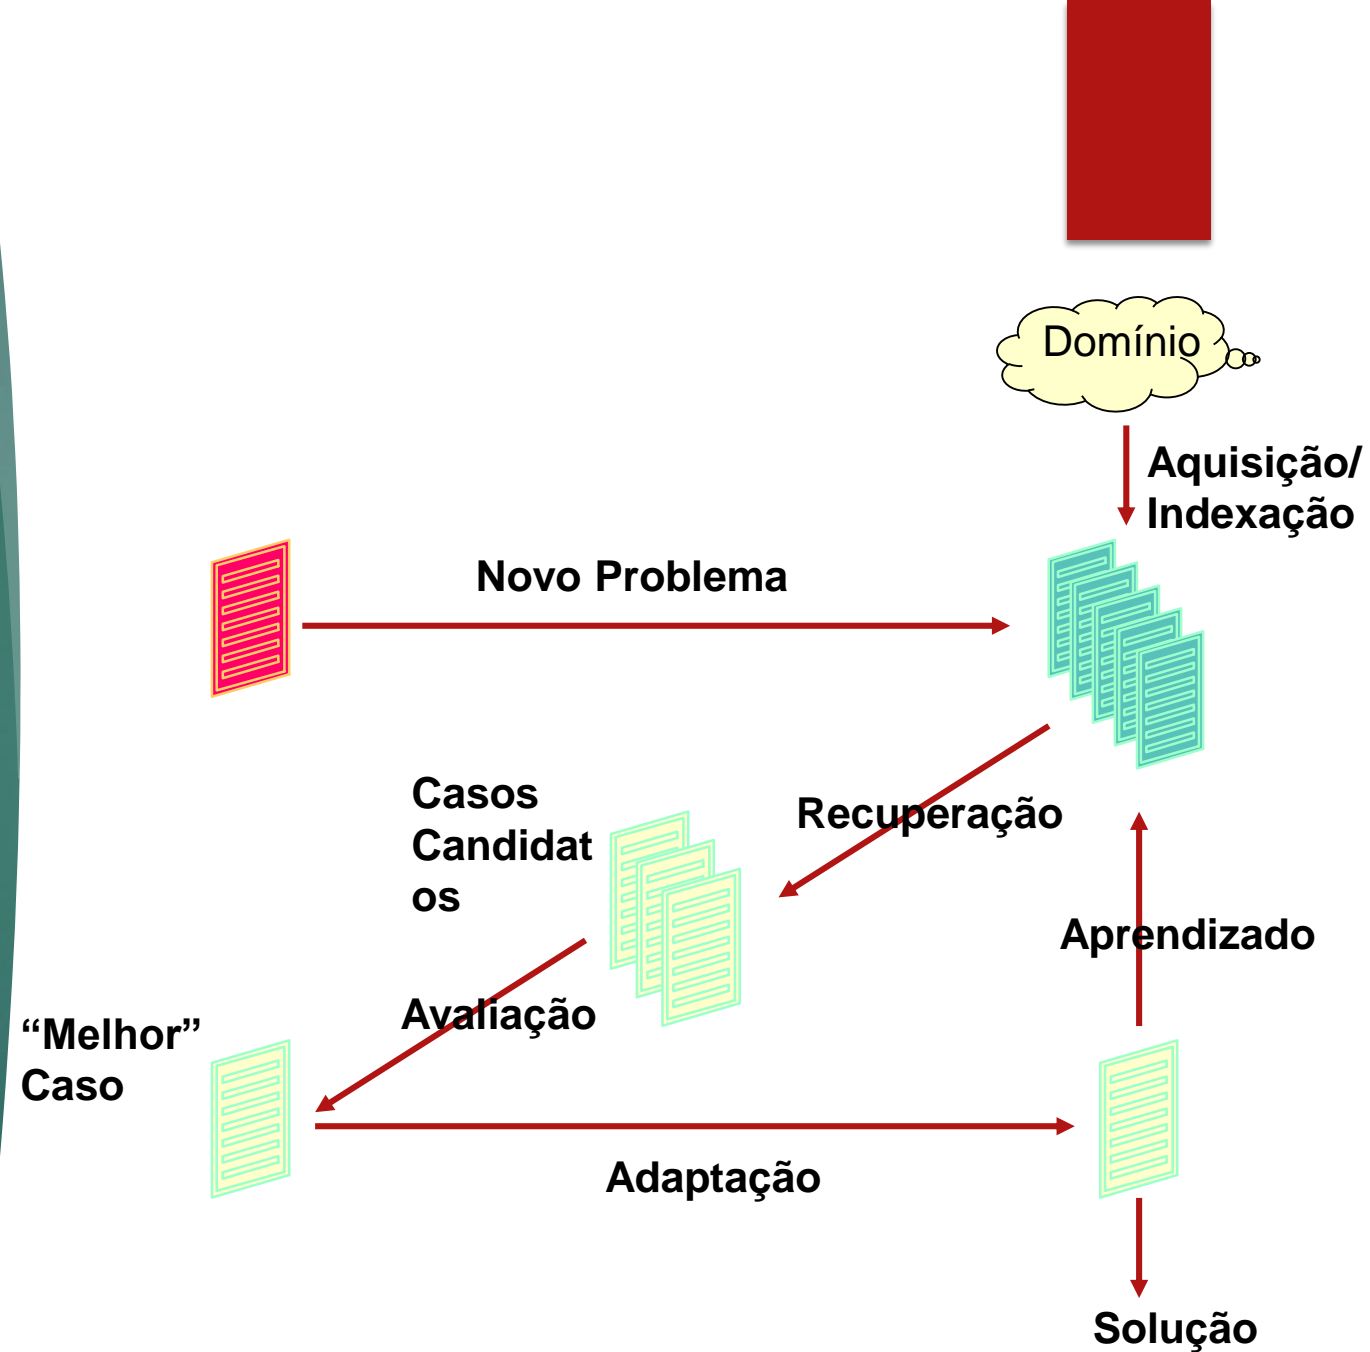 Domínio
Aquisição/
Indexação
Novo Problema
Casos
Candidat
os
Recuperação
Aprendizado
Avaliação
“Melhor”
Caso
Adaptação
Solução